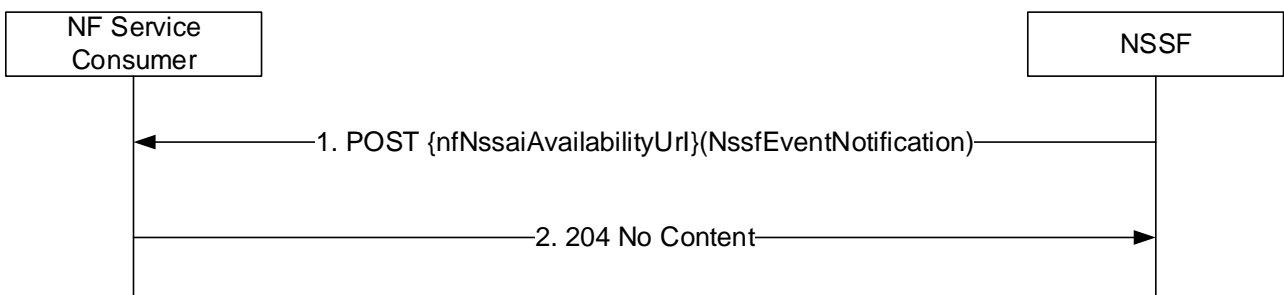 NF Service
Consumer
NSSF
1. POST {nfNssaiAvailabilityUrl}(NssfEventNotification)
2. 204 No Content